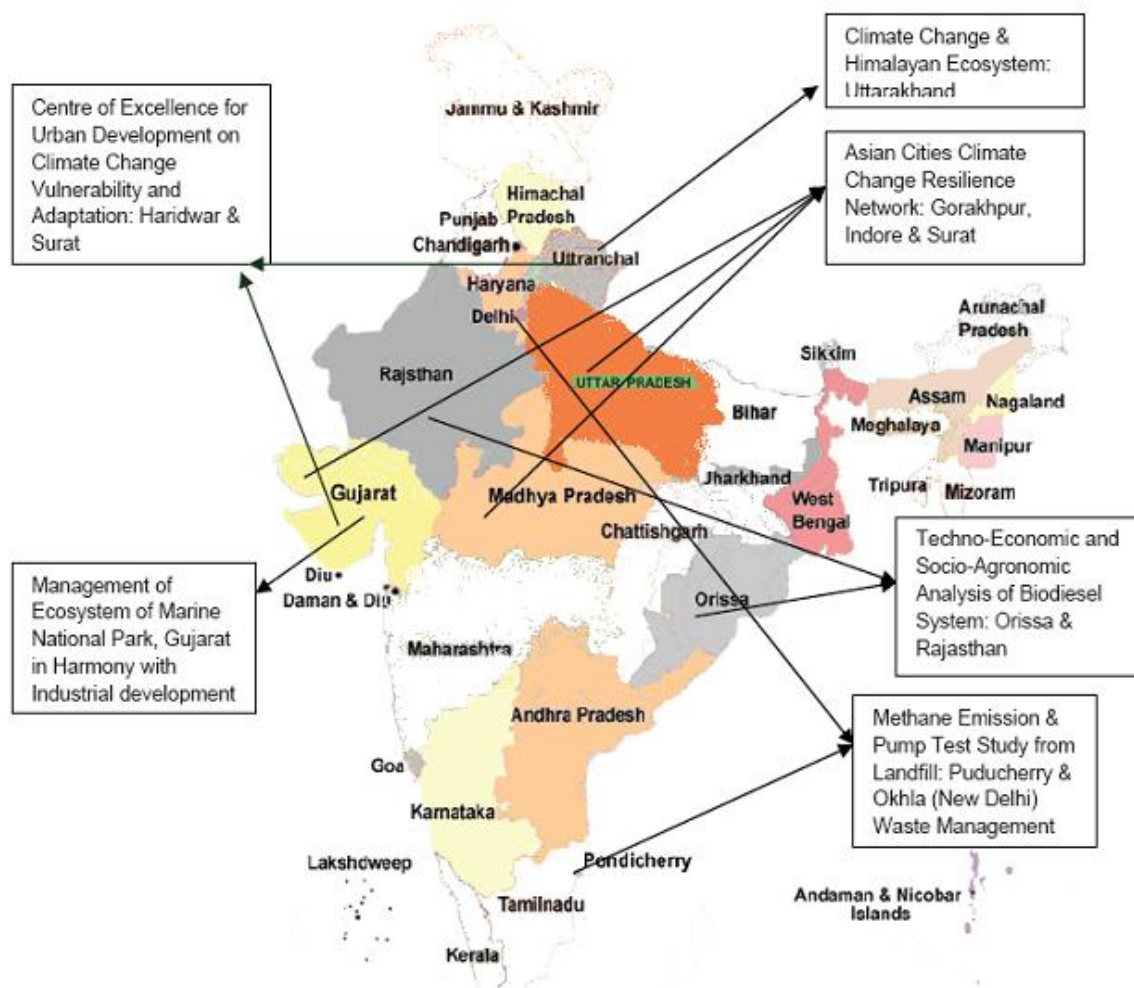 Climate Change &
Himalayan Ecosystem:
Uttarakhand
Centre of Excellence for
Urban Development on
Climate Change
Vulnerability and
Adaptation: Haridwar &
Surat
Asian Cities Climate
Change Resilience
Network: Gorakhpur,
Indore & Surat
Jammu & Kashmir
Himachal
Pradesh
Punjab
Chandigarh
Uttranchal
Haryana
Delhi
Rajsthan
UTTAR PRADESH
Bihar
Sikkim
Arunachal
Pradesh
Assam
Nagaland
Meghalaya
Manipur
Tripura
Mizoram
Gujarat
Madhya Pradesh
Jharkhand
West
Bengal
Chattishgarh
Orissa
Diu
Daman & Diu
Maharashtra
Management of
Ecosystem of Marine
National Park, Gujarat
in Harmony with
Industrial development
Techno-Economic and
Socio-Agronomic
Analysis of Biodiesel
System: Orissa &
Rajasthan
Andhra Pradesh
Goa
Karnataka
Methane Emission &
Pump Test Study from
Landfill: Puducherry &
Okhla (New Delhi)
Waste Management
Lakshdweep
Pondicherry
Tamilnadu
Kerala
Andaman & Nicobar
Islands